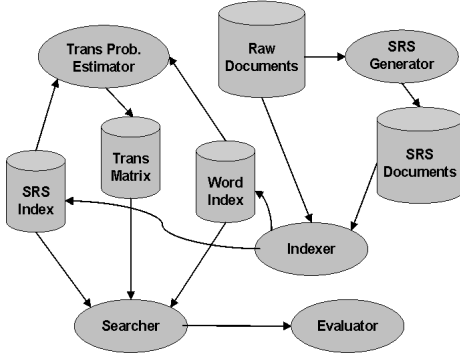 Trans Prob.
Estimator
Raw
Documents
SRS
Generator
Trans
Matrix
SRS
Documents
SRS
Index
Word
Index
Indexer
Searcher
Evaluator